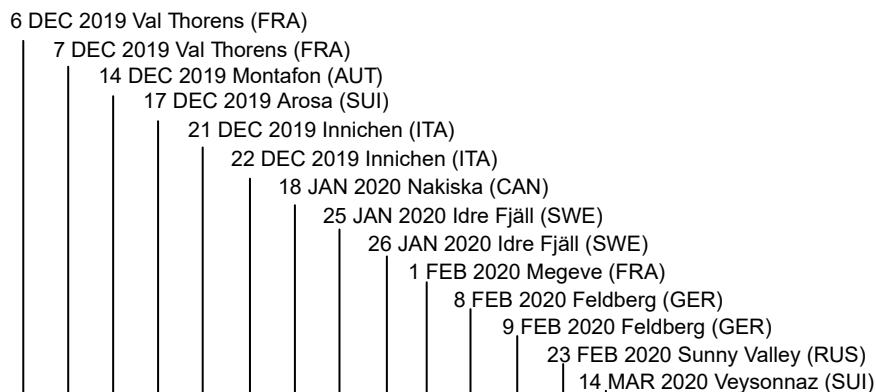 6 DEC 2019 Val Thorens (FRA)
7 DEC 2019 Val Thorens (FRA)
14 DEC 2019 Montafon (AUT)
17 DEC 2019 Arosa (SUI)
21 DEC 2019 Innichen (ITA)
22 DEC 2019 Innichen (ITA)
18 JAN 2020 Nakiska (CAN)
25 JAN 2020 Idre Fjäll (SWE)
26 JAN 2020 Idre Fjäll (SWE)
1 FEB 2020 Megeve (FRA)
8 FEB 2020 Feldberg (GER)
9 FEB 2020 Feldberg (GER)
23 FEB 2020 Sunny Valley (RUS)
14 MAR 2020 Veysonnaz (SUI)